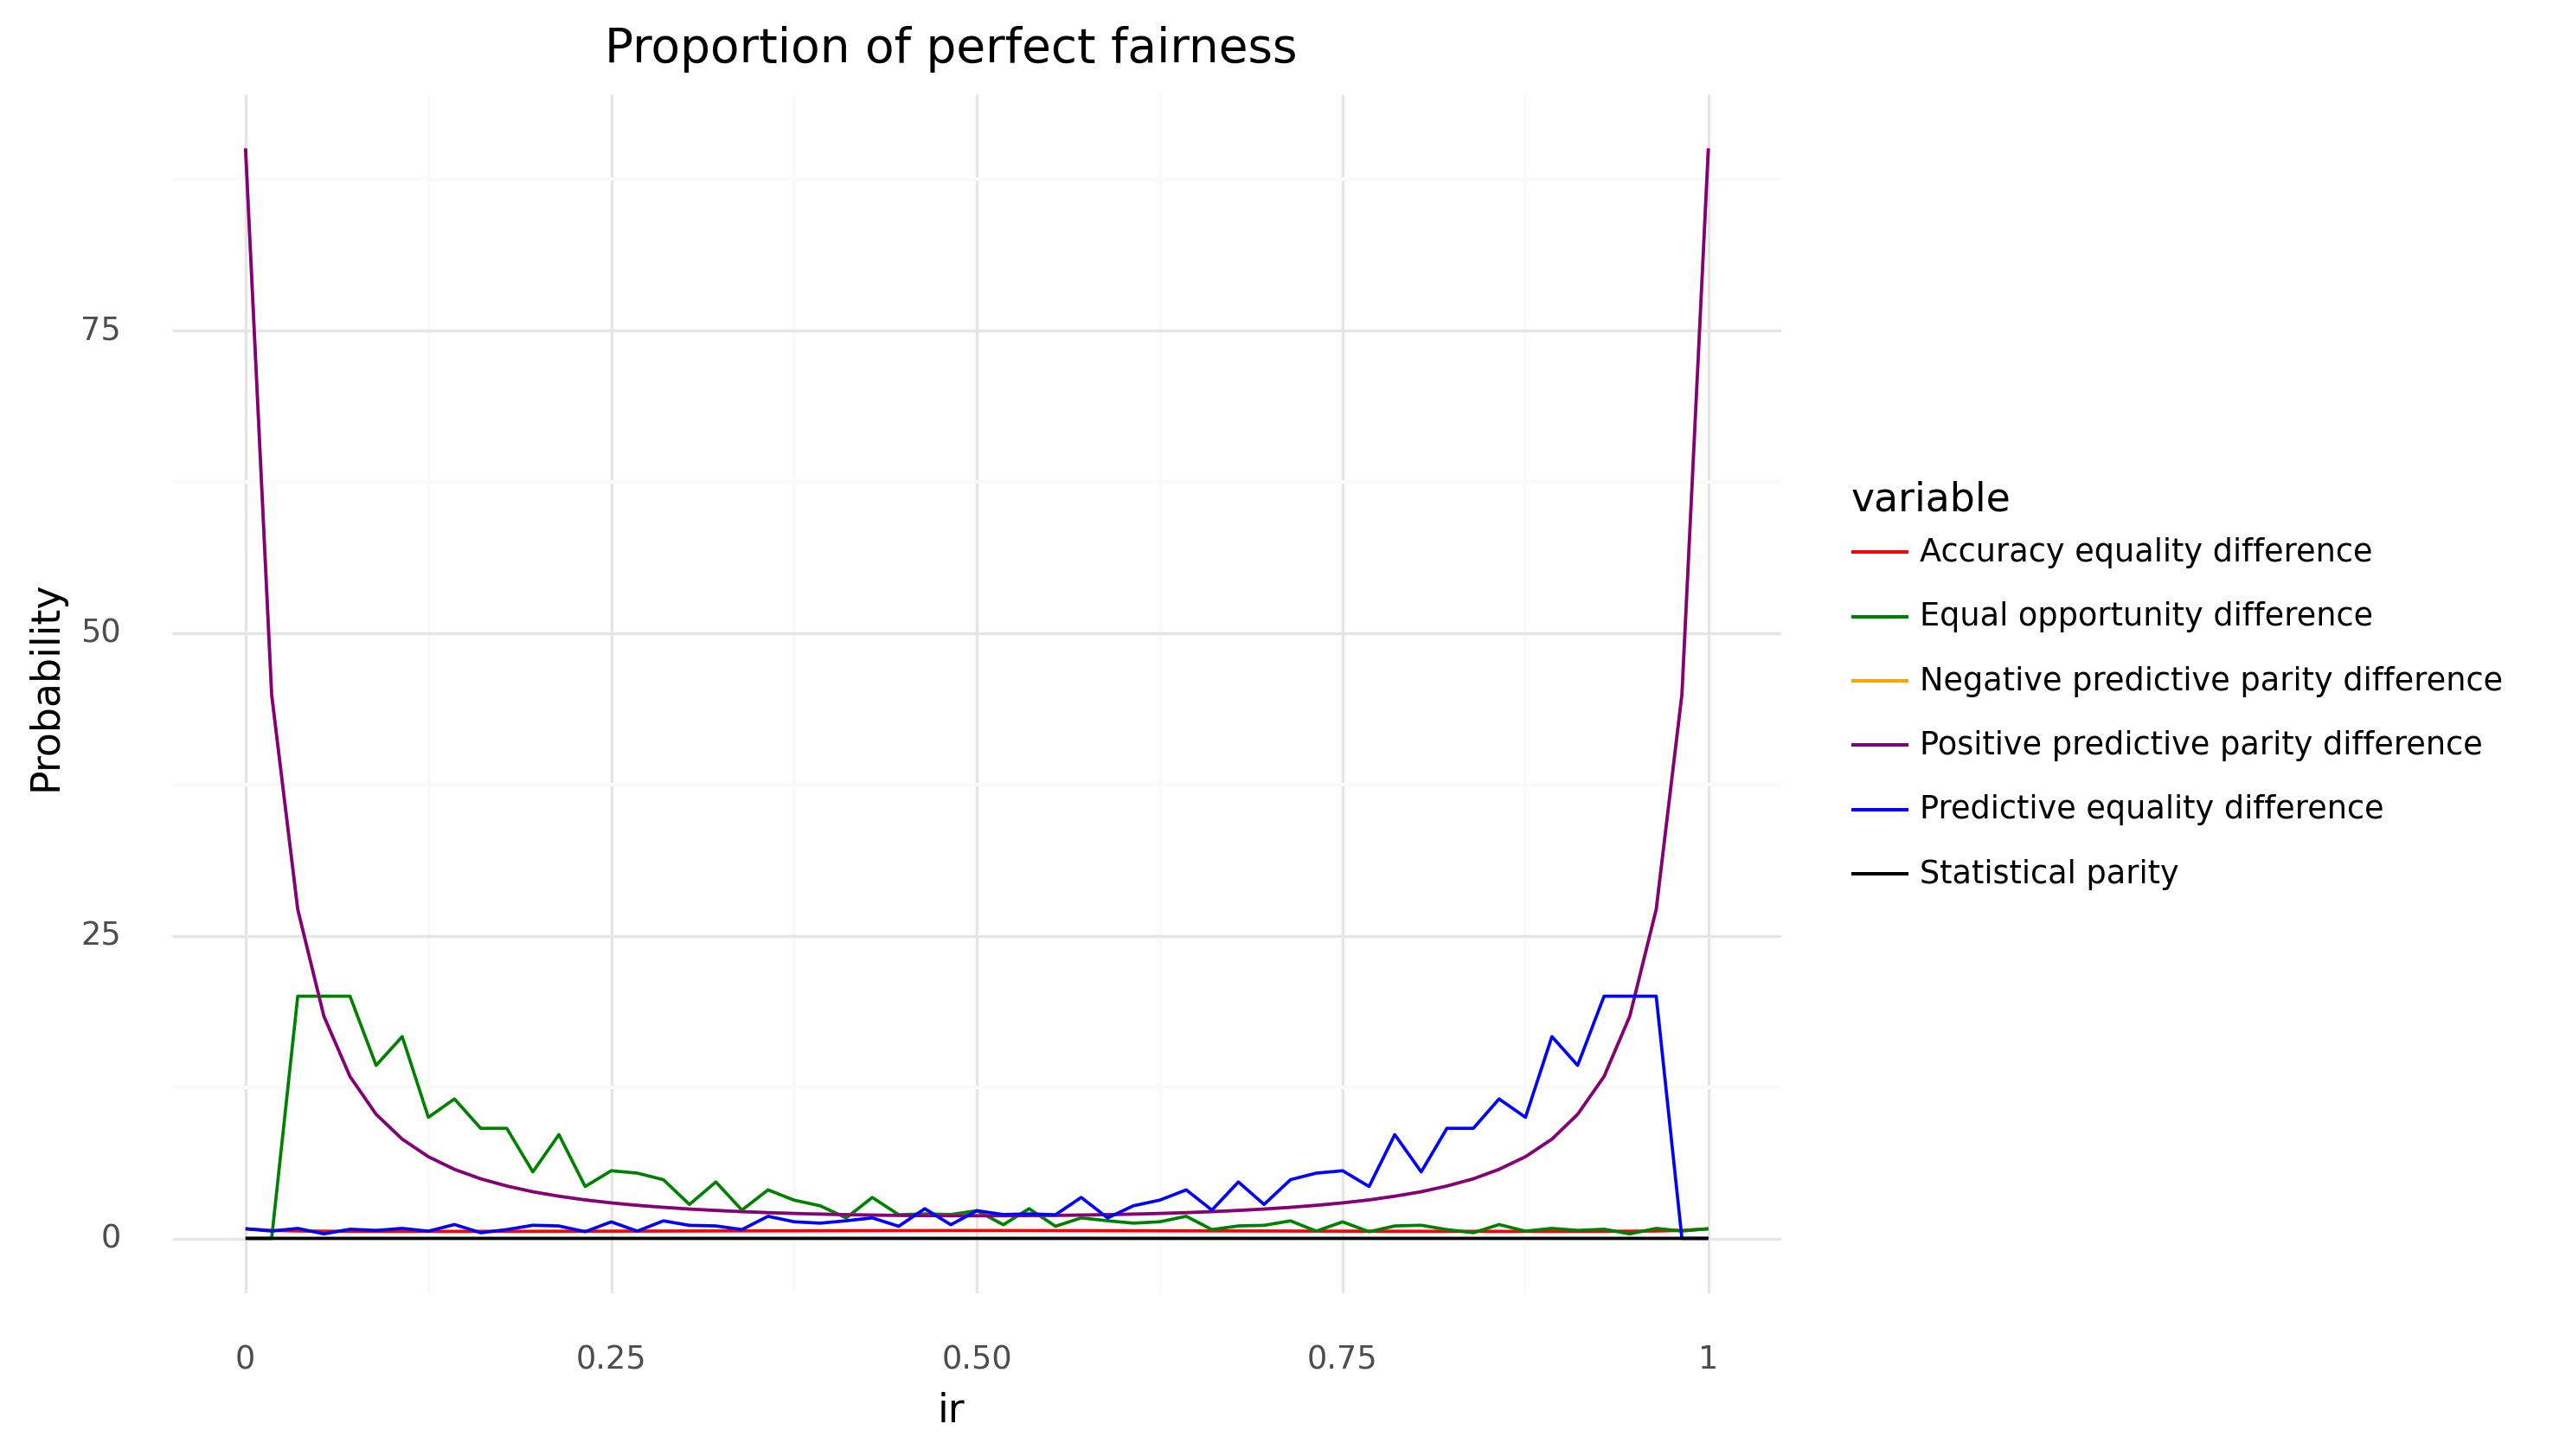 Proportion of perfect fairness
Probability
75
50
25
0
0 0.25 0.50 0.75 1
ir
variable
Accuracy equality difference
Equal opportunity difference
Negative predictive parity difference
Positive predictive parity difference
Predictive equality difference
Statistical parity